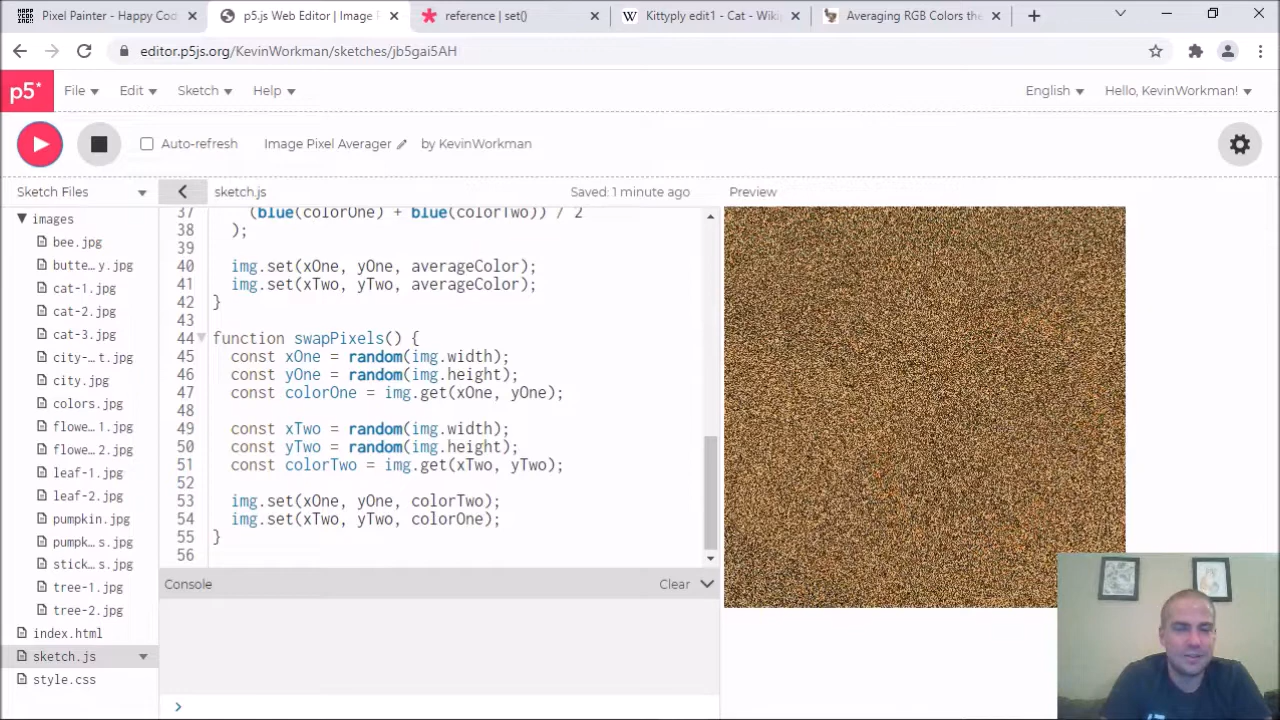 Pixel Painter - Happy Cod
p5.js Web Editor | Image
reference | set()
Kittyply edit1 - Cat - Wiki
Averaging RGB Colors the
editor.p5js.org/KevinWorkman/sketches/jb5gai5AH
p5*
File
Edit
Sketch
Help
English
Hello, KevinWorkman!
Auto-refresh
Image Pixel Averager
by KevinWorkman
Sketch Files
sketch.js
Saved: 1 minute ago
Preview
images
bee.jpg
butte...y.jpg
cat-1.jpg
cat-2.jpg
cat-3.jpg
city-...t.jpg
city.jpg
colors.jpg
flowe...1.jpg
flowe...2.jpg
leaf-1.jpg
leaf-2.jpg
pumpkin.jpg
pumpk...s.jpg
stick...s.jpg
tree-1.jpg
tree-2.jpg
index.html
sketch.js
style.css
37 (blue(colorOne) + blue(colorTwo)) / 2
38 );
39
40 img.set(xOne, yOne, averageColor);
41 img.set(xTwo, yTwo, averageColor);
42 }
43
44 function swapPixels() {
45 const xOne = random(img.width);
46 const yOne = random(img.height);
47 const colorOne = img.get(xOne, yOne);
48
49 const xTwo = random(img.width);
50 const yTwo = random(img.height);
51 const colorTwo = img.get(xTwo, yTwo);
52
53 img.set(xOne, yOne, colorTwo);
54 img.set(xTwo, yTwo, colorOne);
55 }
56
Console
Clear
>